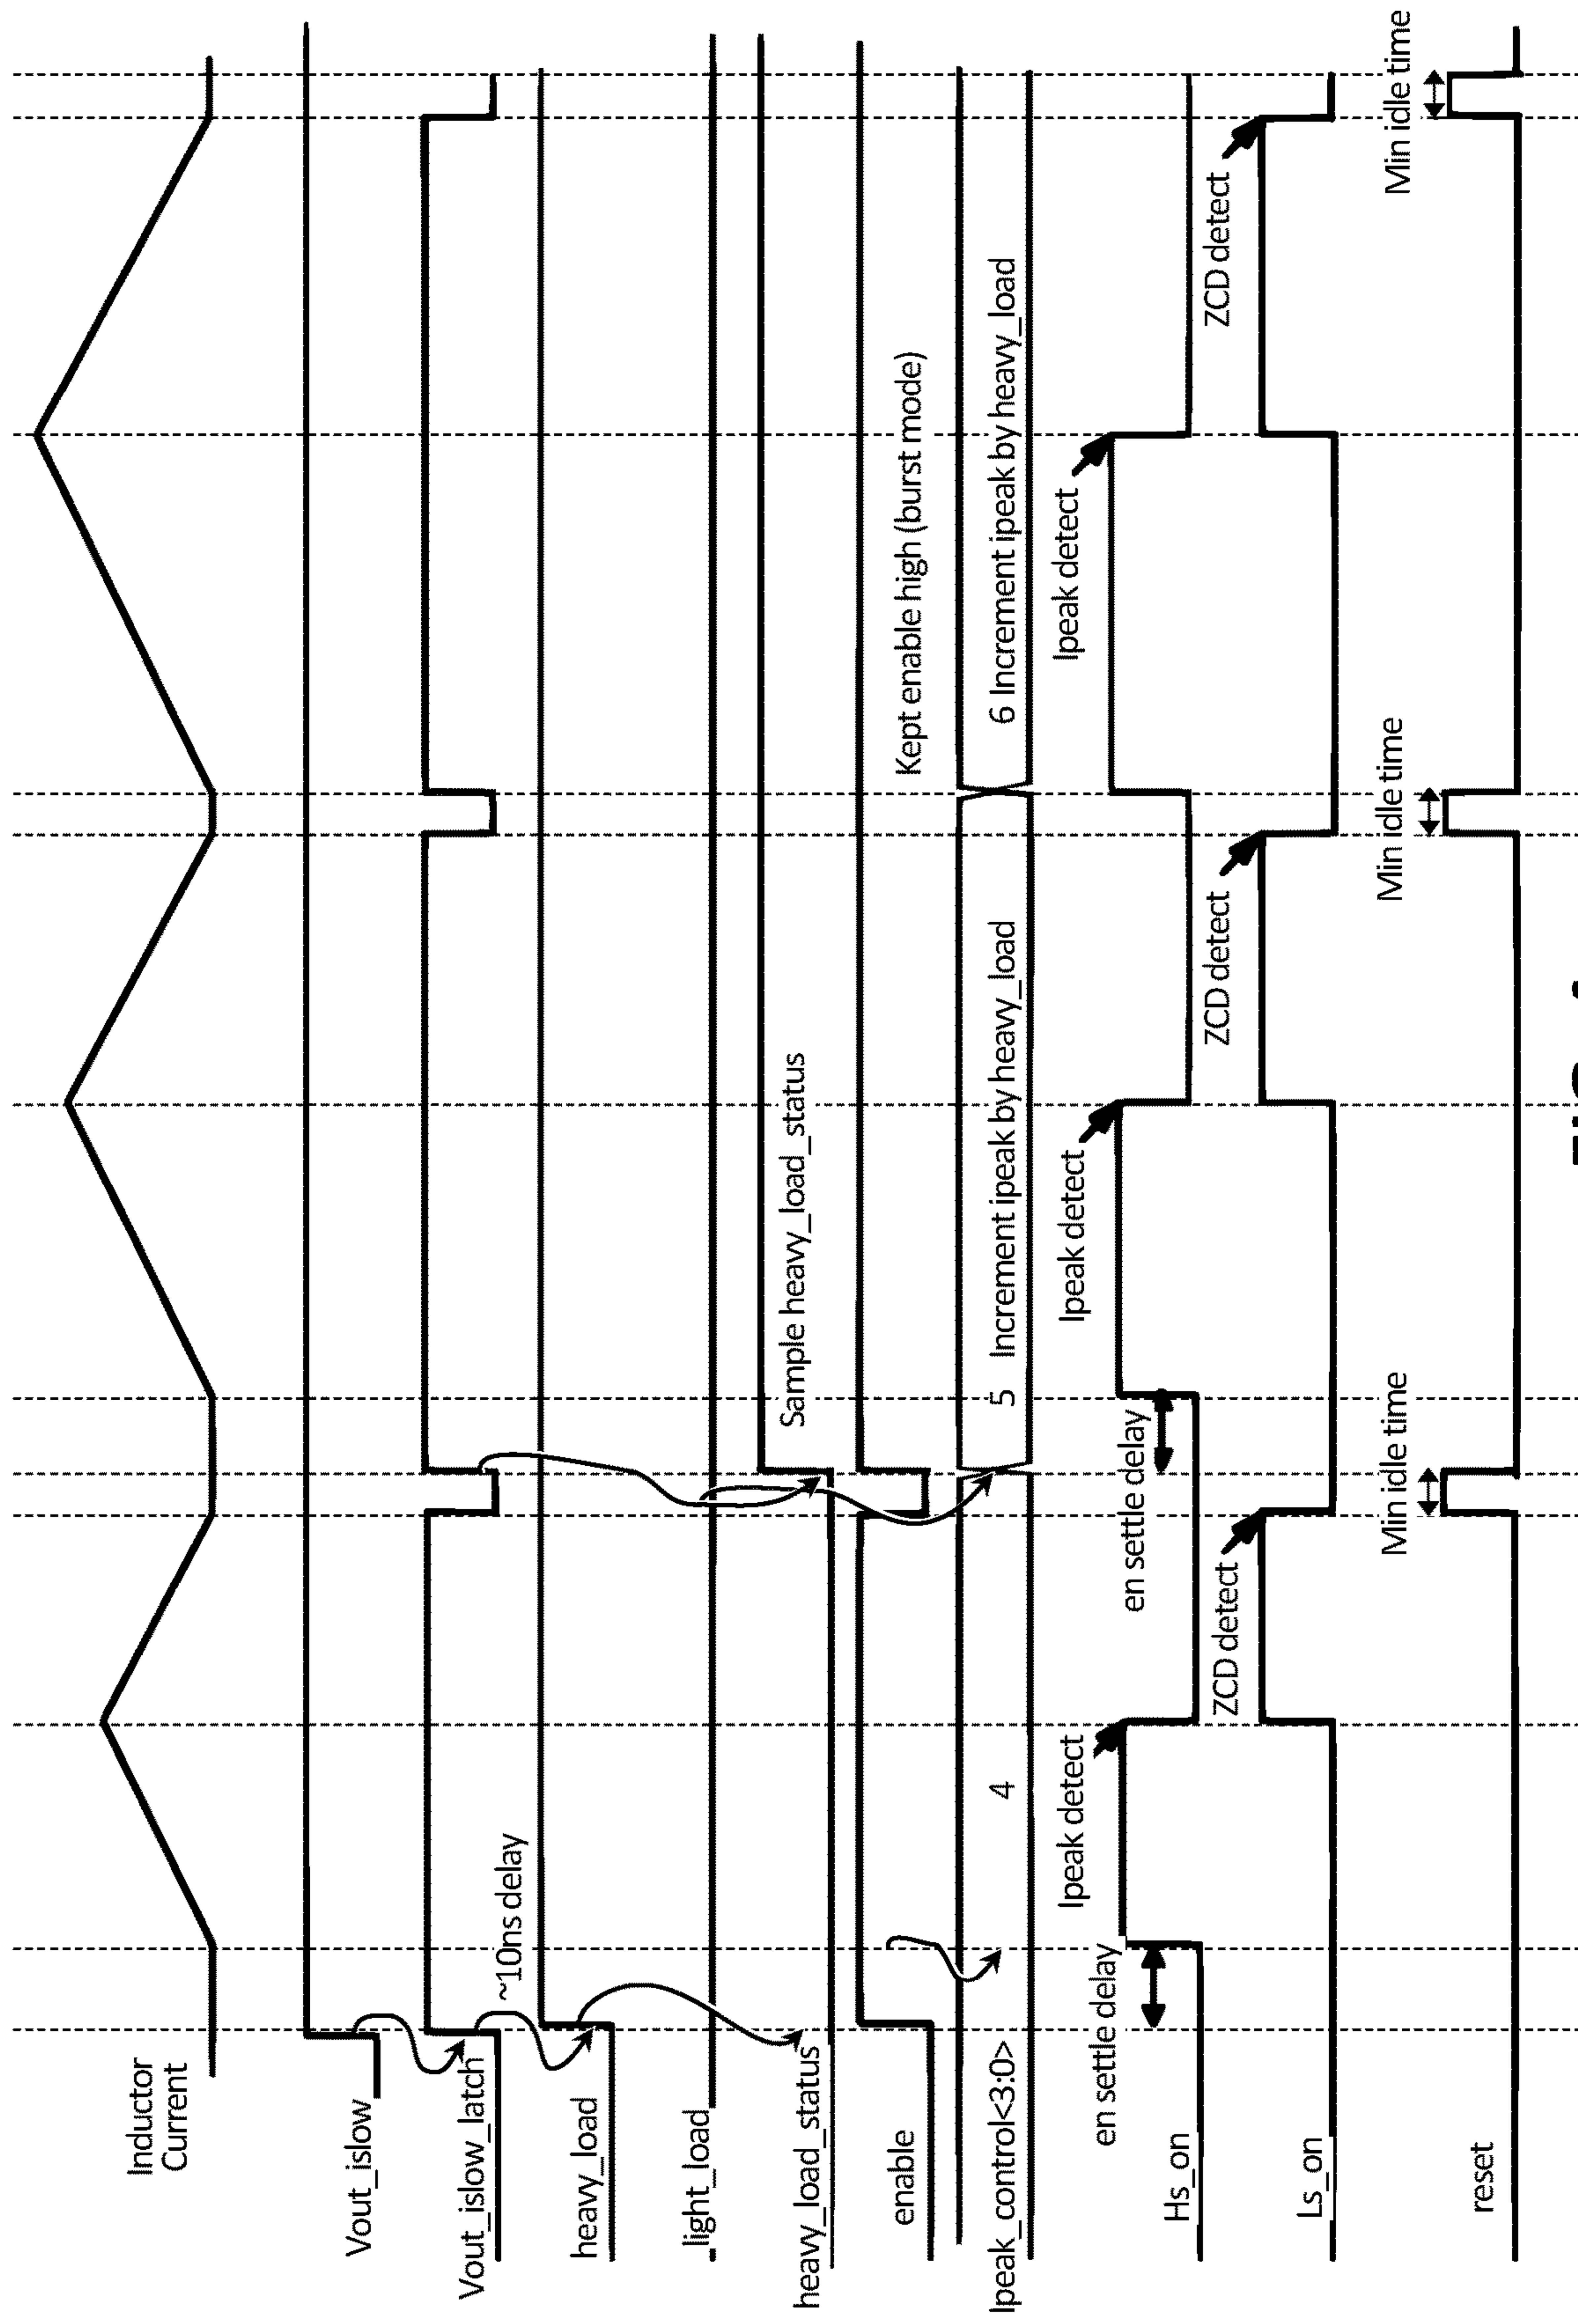 Inductor
Current
Vout_islow
Vout_islow_latch
~10ns delay
heavy_load
light_load
heavy_load_status
Sample heavy_load_status
enable
Kept enable high (burst mode)
Ipeak_control<3:0>
4
5 Increment ipeak by heavy_load
6 Increment ipeak by heavy_load
en settle delay
Ipeak detect
en settle delay
Ipeak detect
Ipeak detect
Hs_on
ZCD detect
ZCD detect
ZCD detect
Ls_on
Min idle time
Min idle time
Min idle time
reset